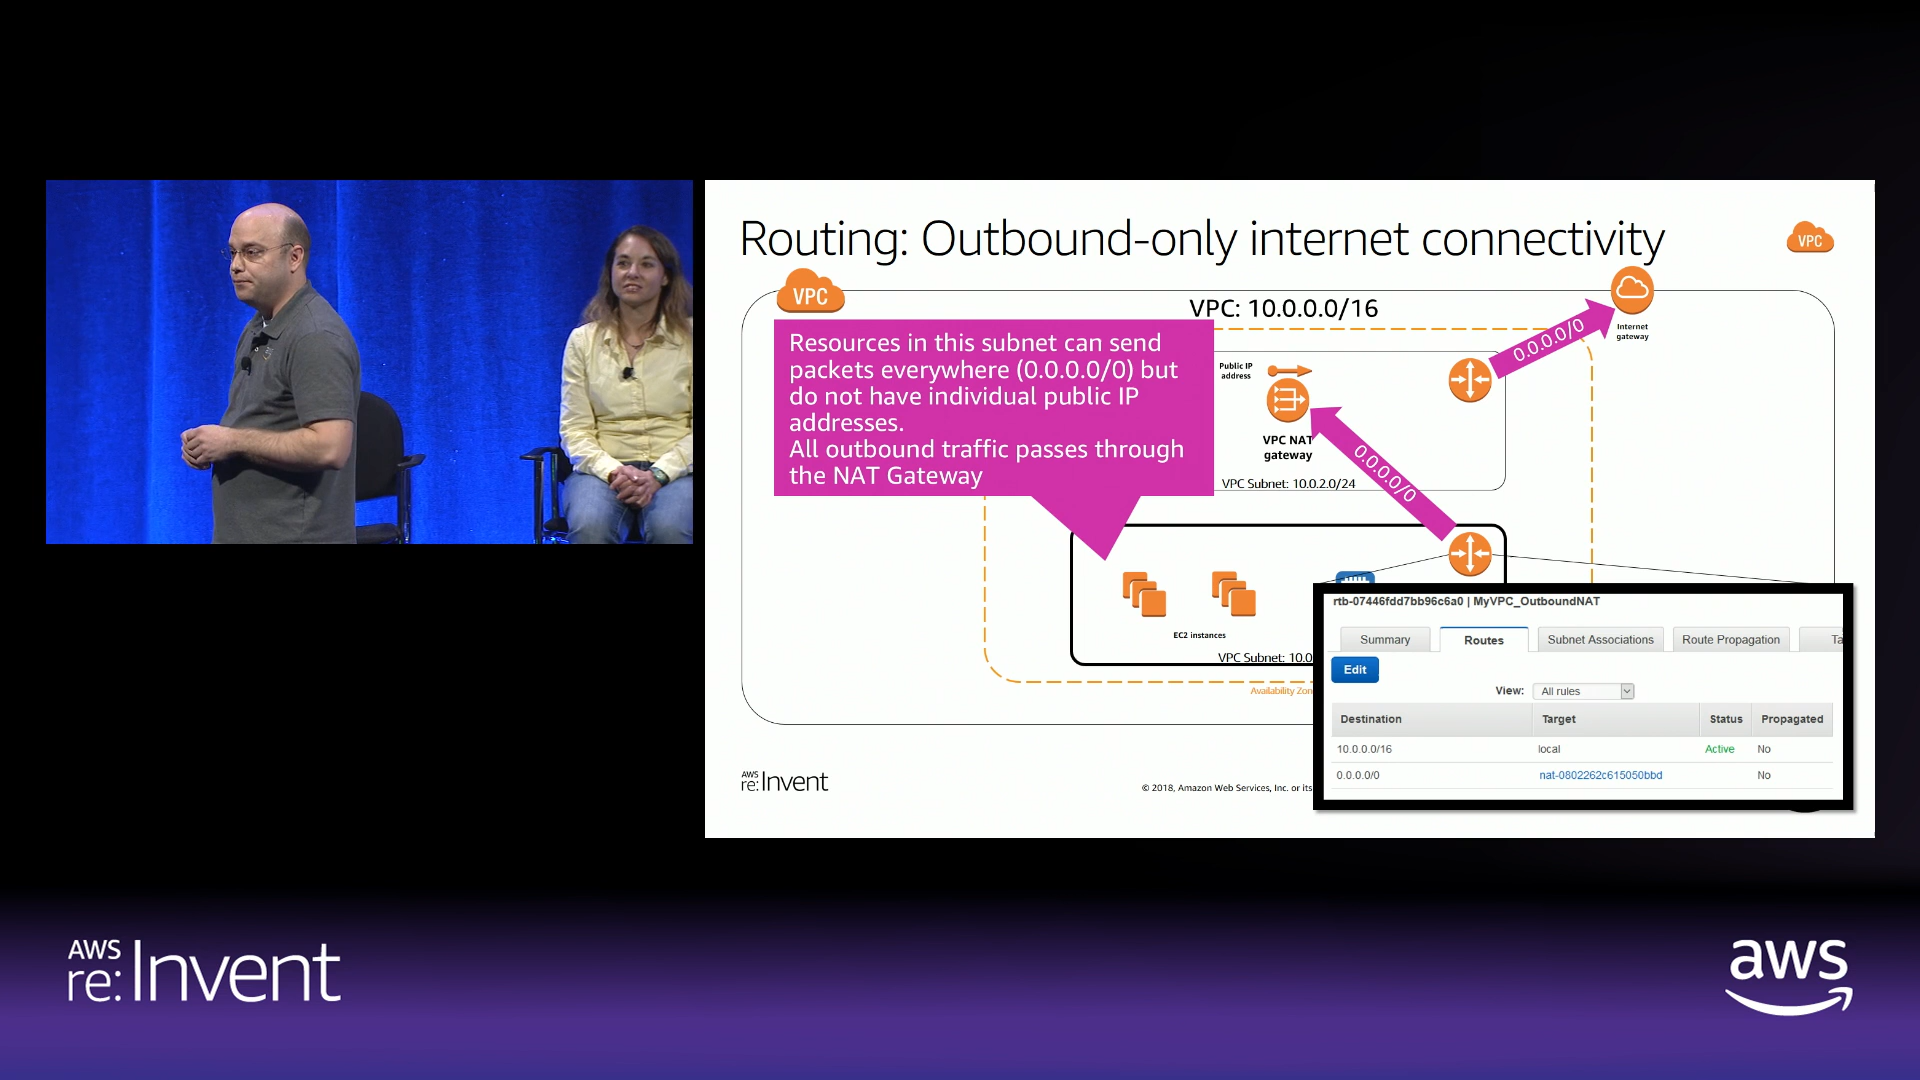 Routing: Outbound-only internet connectivity
VPC
VPC
VPC: 10.0.0.0/16
Resources in this subnet can send
packets everywhere (0.0.0.0/0) but
do not have individual public IP
addresses.
All outbound traffic passes through
the NAT Gateway
Public IP
address
VPC NAT
gateway
VPC Subnet: 10.0.2.0/24
0.0.0.0/0
Internet
gateway
0.0.0.0/0
EC2 instances
VPC Subnet: 10.0
Availability Zon
rtb-07446fdd7bb96c6a0 | MyVPC_OutboundNAT
Summary Routes Subnet Associations Route Propagation Ta
Edit
View: All rules
Destination Target Status Propagated
10.0.0.0/16 local Active No
0.0.0.0/0 nat-0802262c615050bbd No
AWS
re:Invent
© 2018, Amazon Web Services, Inc. or its
AWS
re:Invent
aws